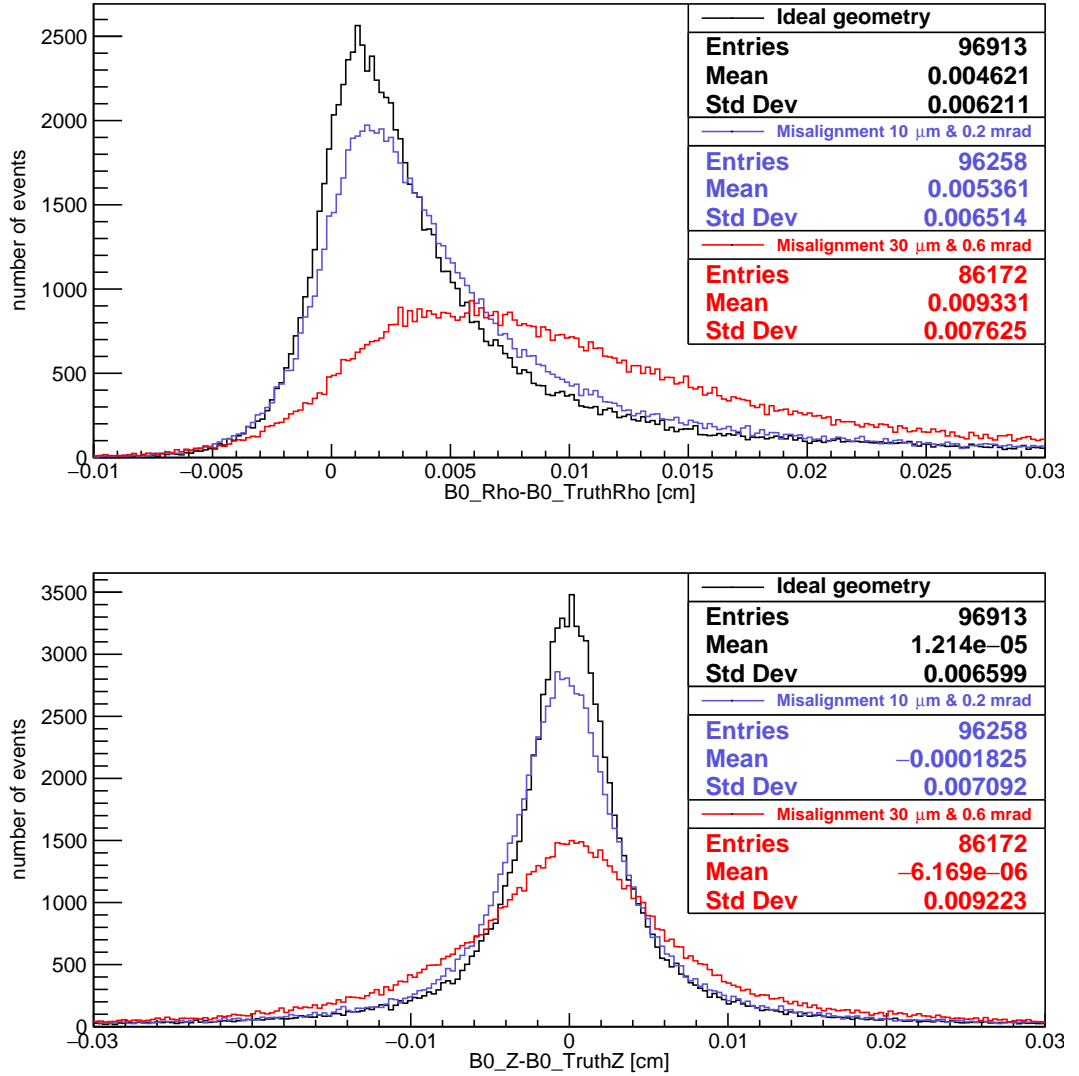 Ideal geometry
Entries 96913
Mean 0.004621
Std Dev 0.006211
Misalignment 10 μm & 0.2 mrad
Entries 96258
Mean 0.005361
Std Dev 0.006514
Misalignment 30 μm & 0.6 mrad
Entries 86172
Mean 0.009331
Std Dev 0.007625
number of events
2500
2000
1500
1000
500
0
−0.01 −0.005 0 0.005 0.01 0.015 0.02 0.025 0.03
B0_Rho-B0_TruthRho [cm]
Ideal geometry
Entries 96913
Mean 1.214e−05
Std Dev 0.006599
Misalignment 10 μm & 0.2 mrad
Entries 96258
Mean −0.0001825
Std Dev 0.007092
Misalignment 30 μm & 0.6 mrad
Entries 86172
Mean −6.169e−06
Std Dev 0.009223
number of events
3500
3000
2500
2000
1500
1000
500
0
−0.03 −0.02 −0.01 0 0.01 0.02 0.03
B0_Z-B0_TruthZ [cm]